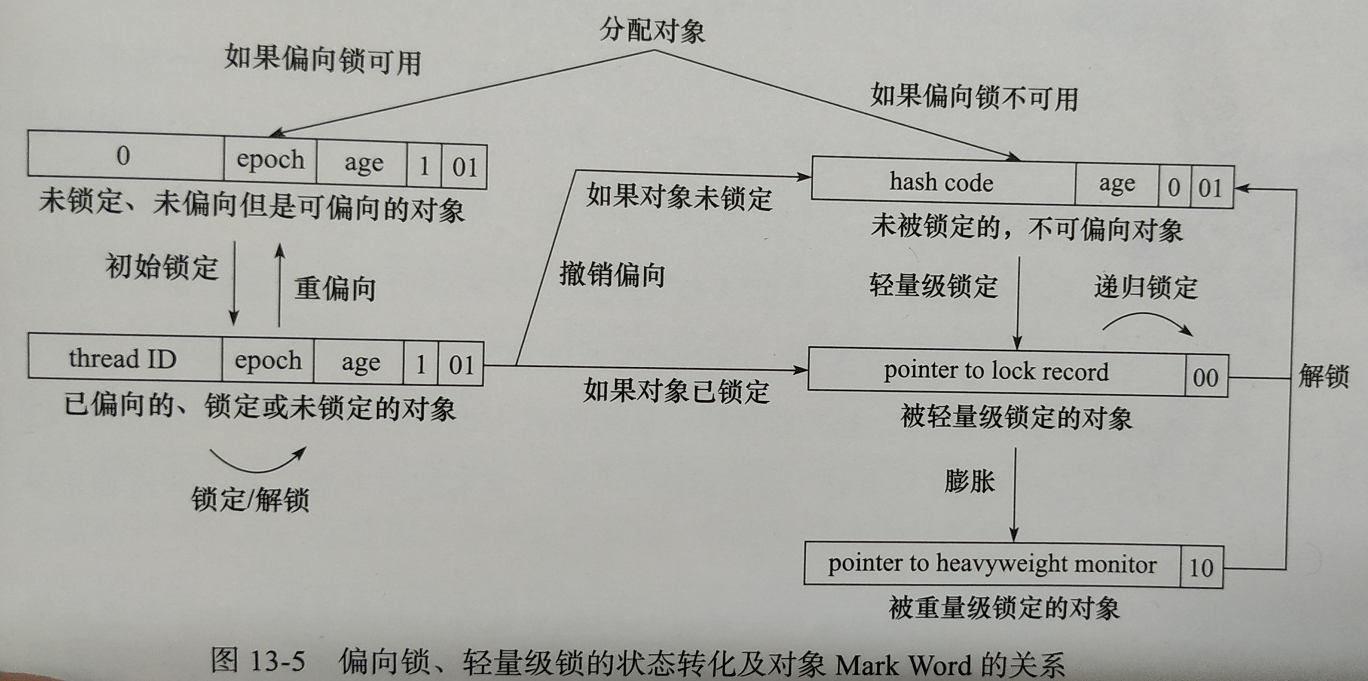 分配对象
如果偏向锁可用
如果偏向锁不可用
0 epoch age 1 01
未锁定、未偏向但是可偏向的对象
hash code age 0 01
未被锁定的，不可偏向对象
如果对象未锁定
撤销偏向
初始锁定
重偏向
轻量级锁定
递归锁定
thread ID epoch age 1 01
已偏向的、锁定或未锁定的对象
如果对象已锁定
pointer to lock record 00
被轻量级锁定的对象
解锁
锁定/解锁
膨胀
pointer to heavyweight monitor 10
被重量级锁定的对象
图 13-5 偏向锁、轻量级锁的状态转化及对象 Mark Word 的关系